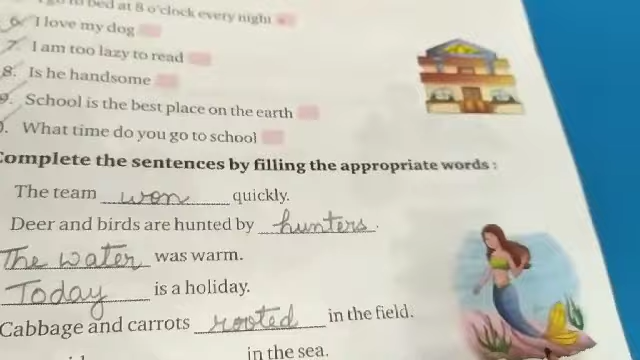 go to bed at 8 o'clock every night
6. I love my dog
7. I am too lazy to read
8. Is he handsome
9. School is the best place on the earth
. What time do you go to school
Complete the sentences by filling the appropriate words :
The team won quickly.
Deer and birds are hunted by hunters.
The water was warm.
Today is a holiday.
Cabbage and carrots rooted in the field.
in the sea.